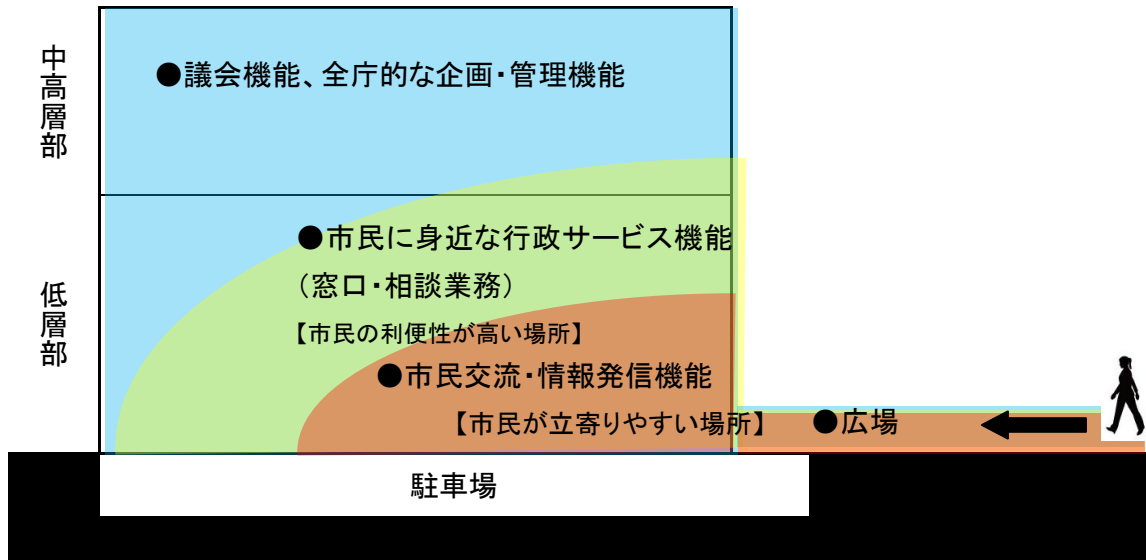 中高層部
●議会機能、全庁的な企画・管理機能
低層部
●市民に身近な行政サービス機能
（窓口・相談業務）
【市民の利便性が高い場所】
●市民交流・情報発信機能
【市民が立寄りやすい場所】
●広場
駐車場